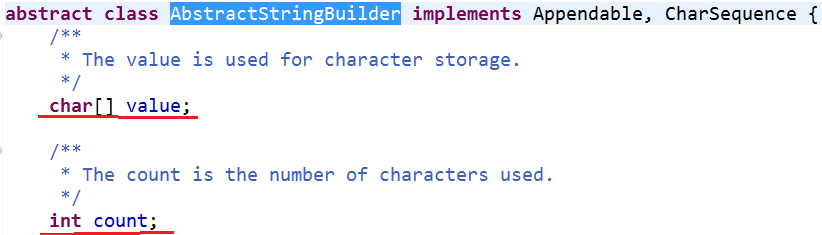 abstract class AbstractStringBuilder implements Appendable, CharSequence {
/**
* The value is used for character storage.
*/
char[] value;
/**
* The count is the number of characters used.
*/
int count;